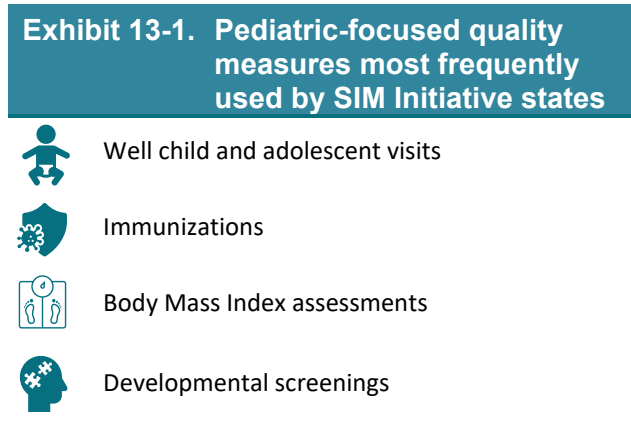 Exhibit 13-1. Pediatric-focused quality
measures most frequently
used by SIM Initiative states
Well child and adolescent visits
Immunizations
Body Mass Index assessments
Developmental screenings